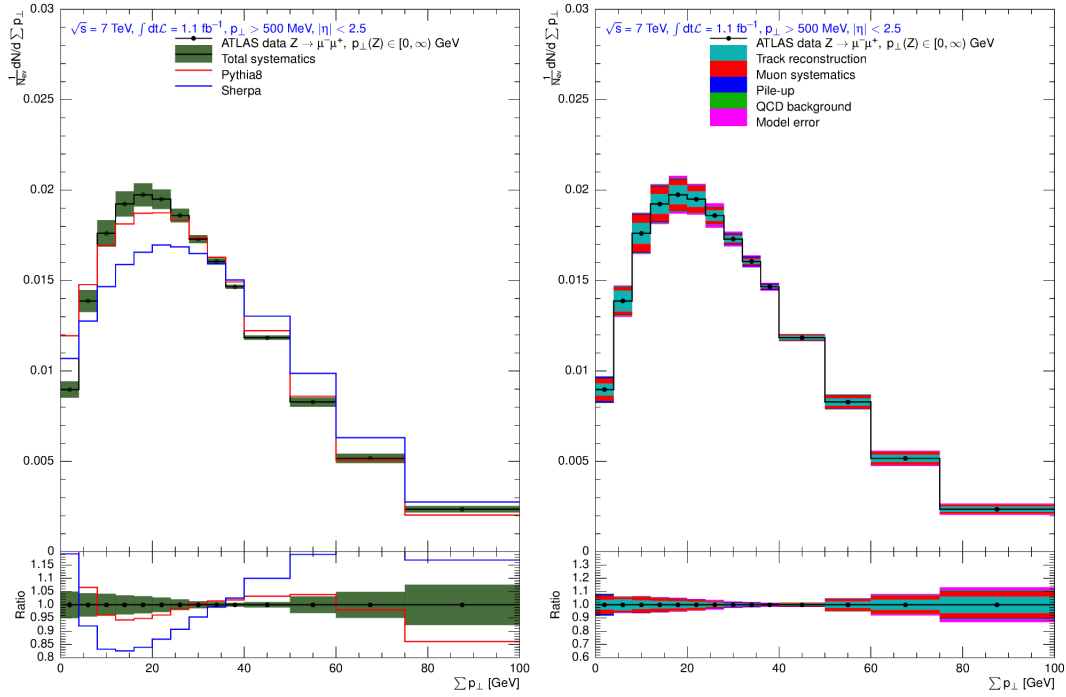 √s = 7 TeV, ∫ dtL = 1.1 fb⁻¹, p⊥ > 500 MeV, |η| < 2.5
ATLAS data Z → μ⁻μ⁺, p⊥(Z) ∈ [0, ∞) GeV
Total systematics
Pythia8
Sherpa
1/N_ev dN/d ∑ p⊥
0.03
0.025
0.02
0.015
0.01
0.005
0
Ratio
1.15
1.1
1.05
1.0
0.95
0.9
0.85
0.8
0 20 40 60 80 100
∑ p⊥ [GeV]
√s = 7 TeV, ∫ dtL = 1.1 fb⁻¹, p⊥ > 500 MeV, |η| < 2.5
ATLAS data Z → μ⁻μ⁺, p⊥(Z) ∈ [0, ∞) GeV
Track reconstruction
Muon systematics
Pile-up
QCD background
Model error
1/N_ev dN/d ∑ p⊥
0.03
0.025
0.02
0.015
0.01
0.005
0
Ratio
1.3
1.2
1.1
1.0
0.9
0.8
0.7
0.6
0 20 40 60 80 100
∑ p⊥ [GeV]